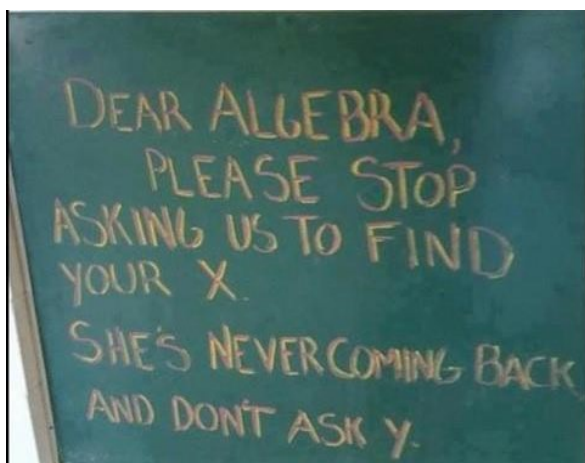 DEAR ALGEBRA,
PLEASE STOP
ASKING US TO FIND
YOUR X.
SHE'S NEVER COMING BACK
AND DON'T ASK Y.